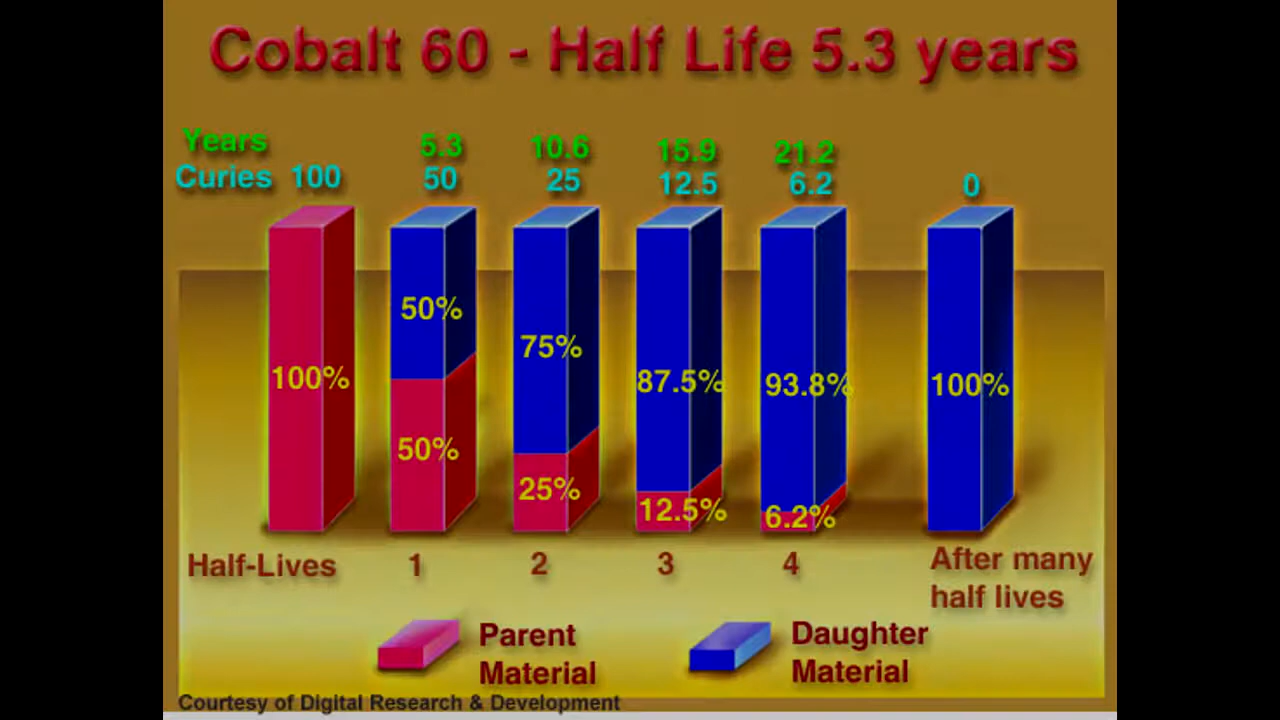 Cobalt 60 - Half Life 5.3 years
Years 5.3 10.6 15.9 21.2
Curies 100 50 25 12.5 6.2 0
50%
75%
100% 87.5% 93.8% 100%
50%
25%
12.5% 6.2%
Half-Lives 1 2 3 4 After many
half lives
Parent
Material
Daughter
Material
Courtesy of Digital Research & Development